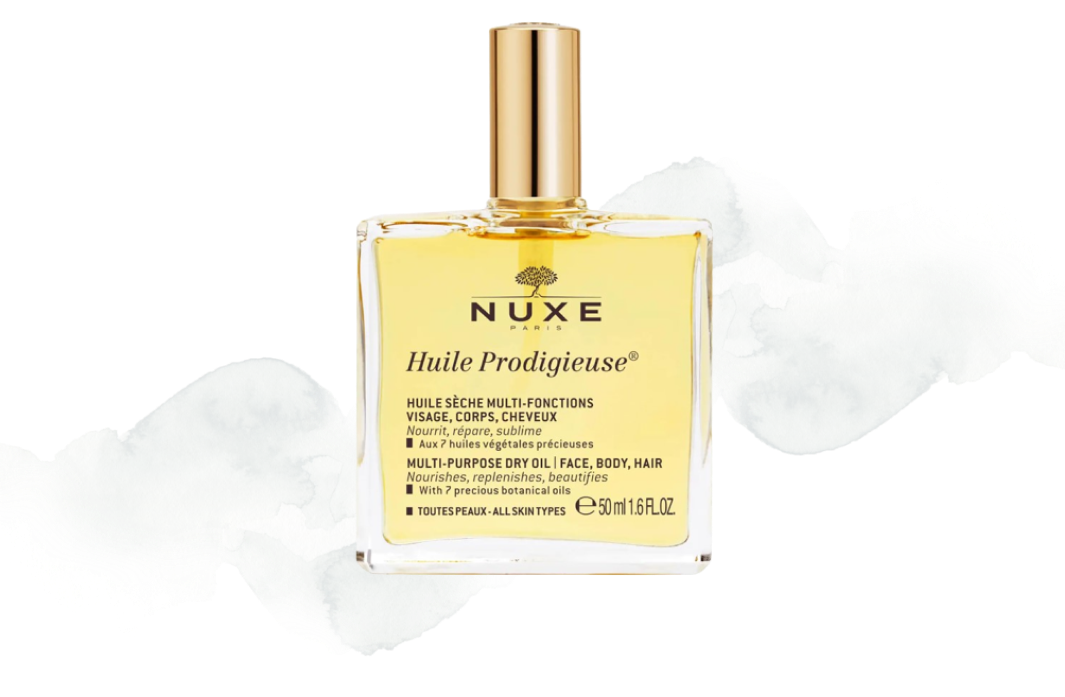 NUXE
PARIS
Huile Prodigieuse®
HUILE SÈCHE MULTI-FONCTIONS
VISAGE, CORPS, CHEVEUX
Nourrit, répare, sublime
Aux 7 huiles végétales précieuses
MULTI-PURPOSE DRY OIL | FACE, BODY, HAIR
Nourishes, replenishes, beautifies
With 7 precious botanical oils
TOUTES PEAUX - ALL SKIN TYPES ℮ 50 ml 1.6 FL.OZ.